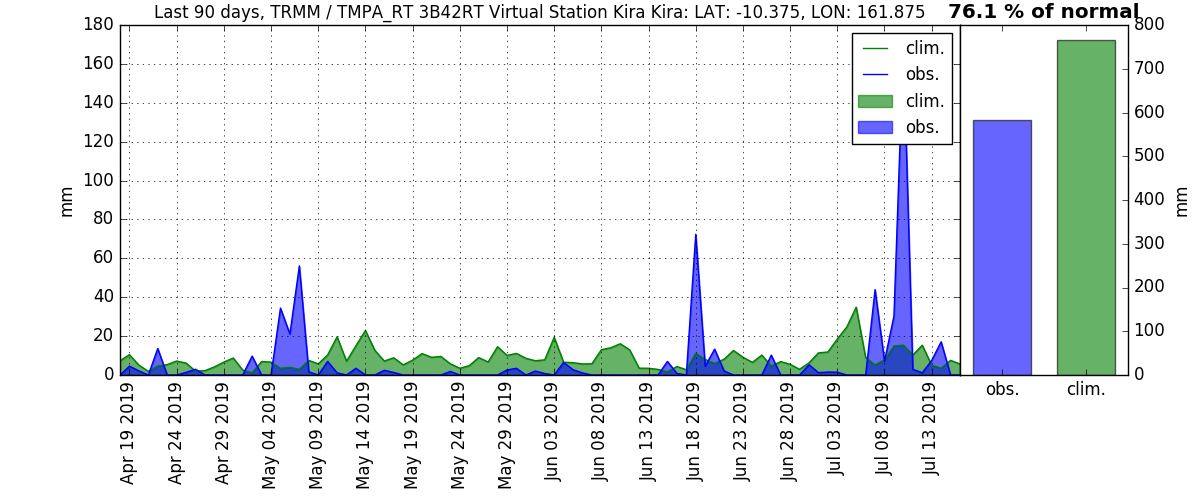 Last 90 days, TRMM / TMPA_RT 3B42RT Virtual Station Kira Kira: LAT: -10.375, LON: 161.875
76.1 % of normal
180
160
140
120
100
80
60
40
20
0
mm
clim.
obs.
clim.
obs.
Apr 19 2019
Apr 24 2019
Apr 29 2019
May 04 2019
May 09 2019
May 14 2019
May 19 2019
May 24 2019
May 29 2019
Jun 03 2019
Jun 08 2019
Jun 13 2019
Jun 18 2019
Jun 23 2019
Jun 28 2019
Jul 03 2019
Jul 08 2019
Jul 13 2019
800
700
600
500
400
300
200
100
0
mm
obs.
clim.